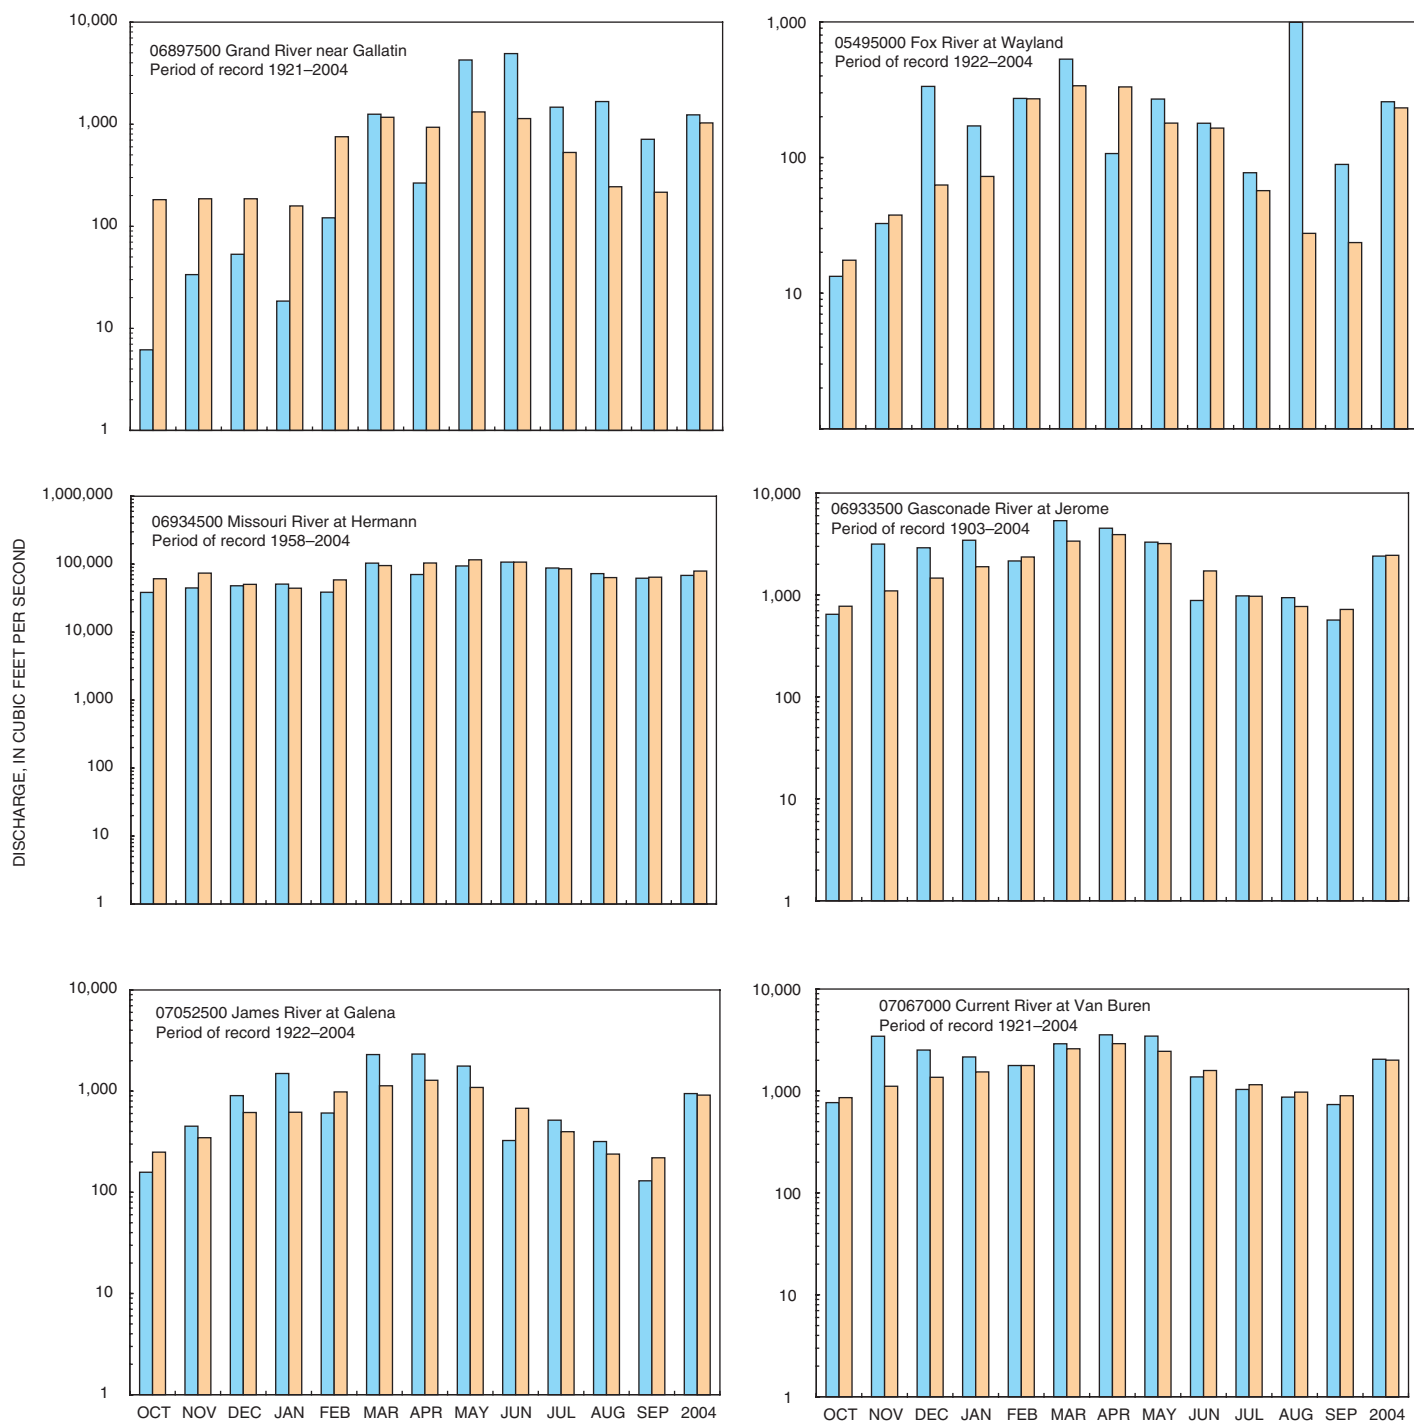 10,000
1,000
100
10
1
06897500 Grand River near Gallatin
Period of record 1921–2004
1,000
100
10
05495000 Fox River at Wayland
Period of record 1922–2004
DISCHARGE, IN CUBIC FEET PER SECOND
1,000,000
100,000
10,000
1,000
100
10
1
06934500 Missouri River at Hermann
Period of record 1958–2004
10,000
1,000
100
10
1
06933500 Gasconade River at Jerome
Period of record 1903–2004
10,000
1,000
100
10
1
07052500 James River at Galena
Period of record 1922–2004
OCT NOV DEC JAN FEB MAR APR MAY JUN JUL AUG SEP 2004
10,000
1,000
100
10
1
07067000 Current River at Van Buren
Period of record 1921–2004
OCT NOV DEC JAN FEB MAR APR MAY JUN JUL AUG SEP 2004